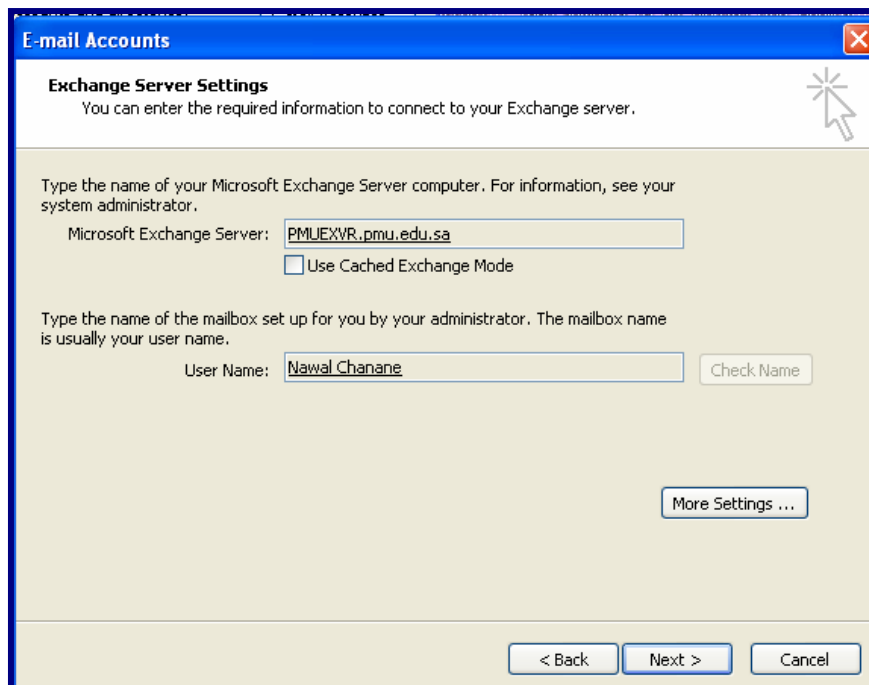 E-mail Accounts
Exchange Server Settings
You can enter the required information to connect to your Exchange server.
Type the name of your Microsoft Exchange Server computer. For information, see your
system administrator.
Microsoft Exchange Server: PMUEXVR.pmu.edu.sa
Use Cached Exchange Mode
Type the name of the mailbox set up for you by your administrator. The mailbox name
is usually your user name.
User Name: Nawal Chanane Check Name
More Settings ...
< Back Next > Cancel